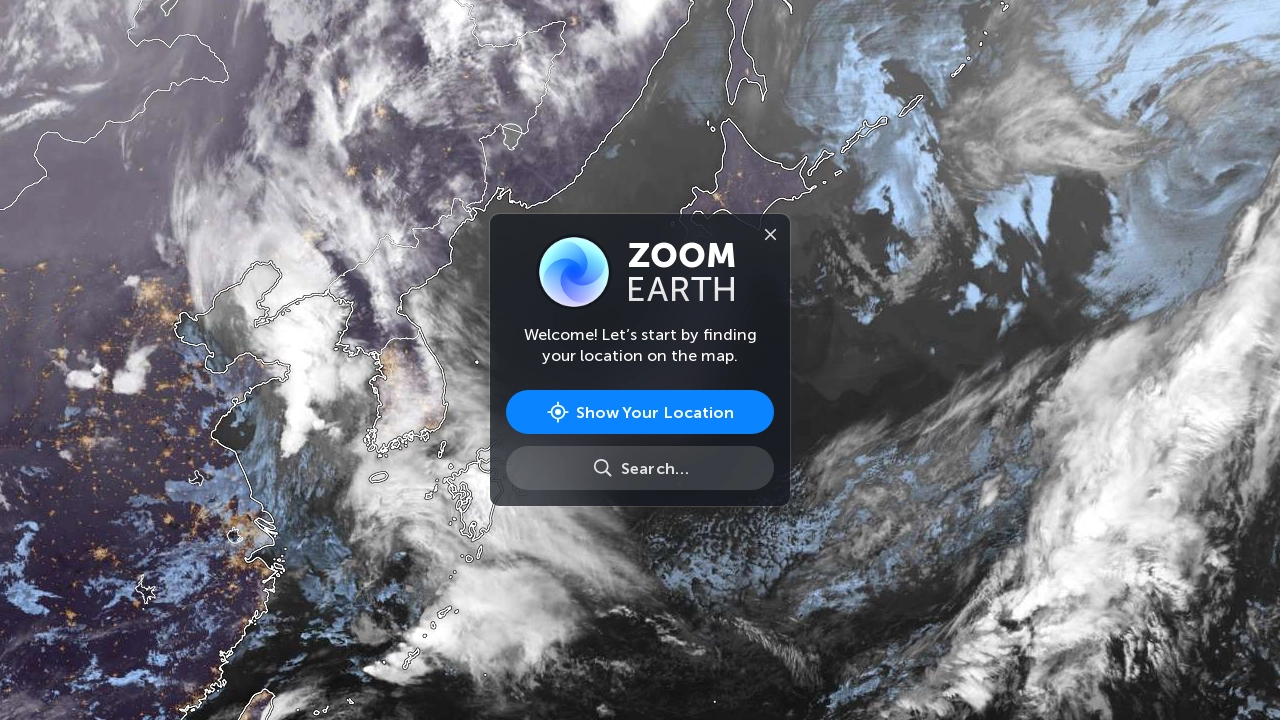 ZOOM
EARTH
Welcome! Let’s start by finding
your location on the map.
Show Your Location
Search...